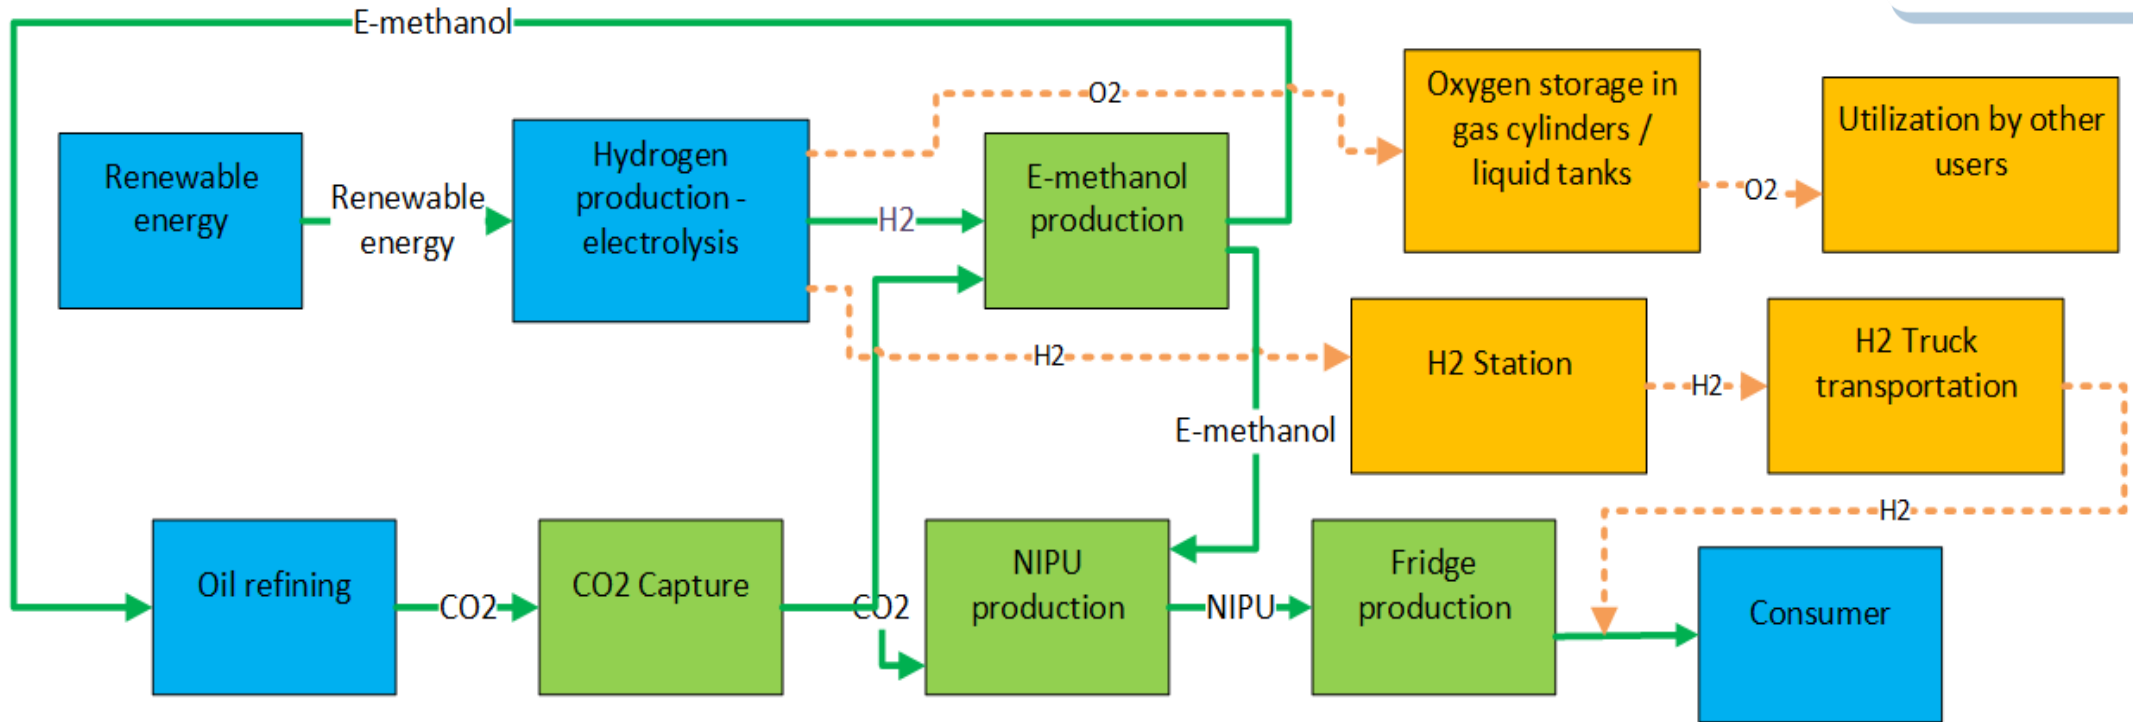 E-methanol
O2
Oxygen storage in
gas cylinders /
liquid tanks
Utilization by other
users
O2
Renewable
energy
Renewable
energy
Hydrogen
production -
electrolysis
H2
E-methanol
production
H2
H2 Station
H2
H2 Truck
transportation
E-methanol
H2
Oil refining
CO2
CO2 Capture
CO2
NIPU
production
NIPU
Fridge
production
Consumer